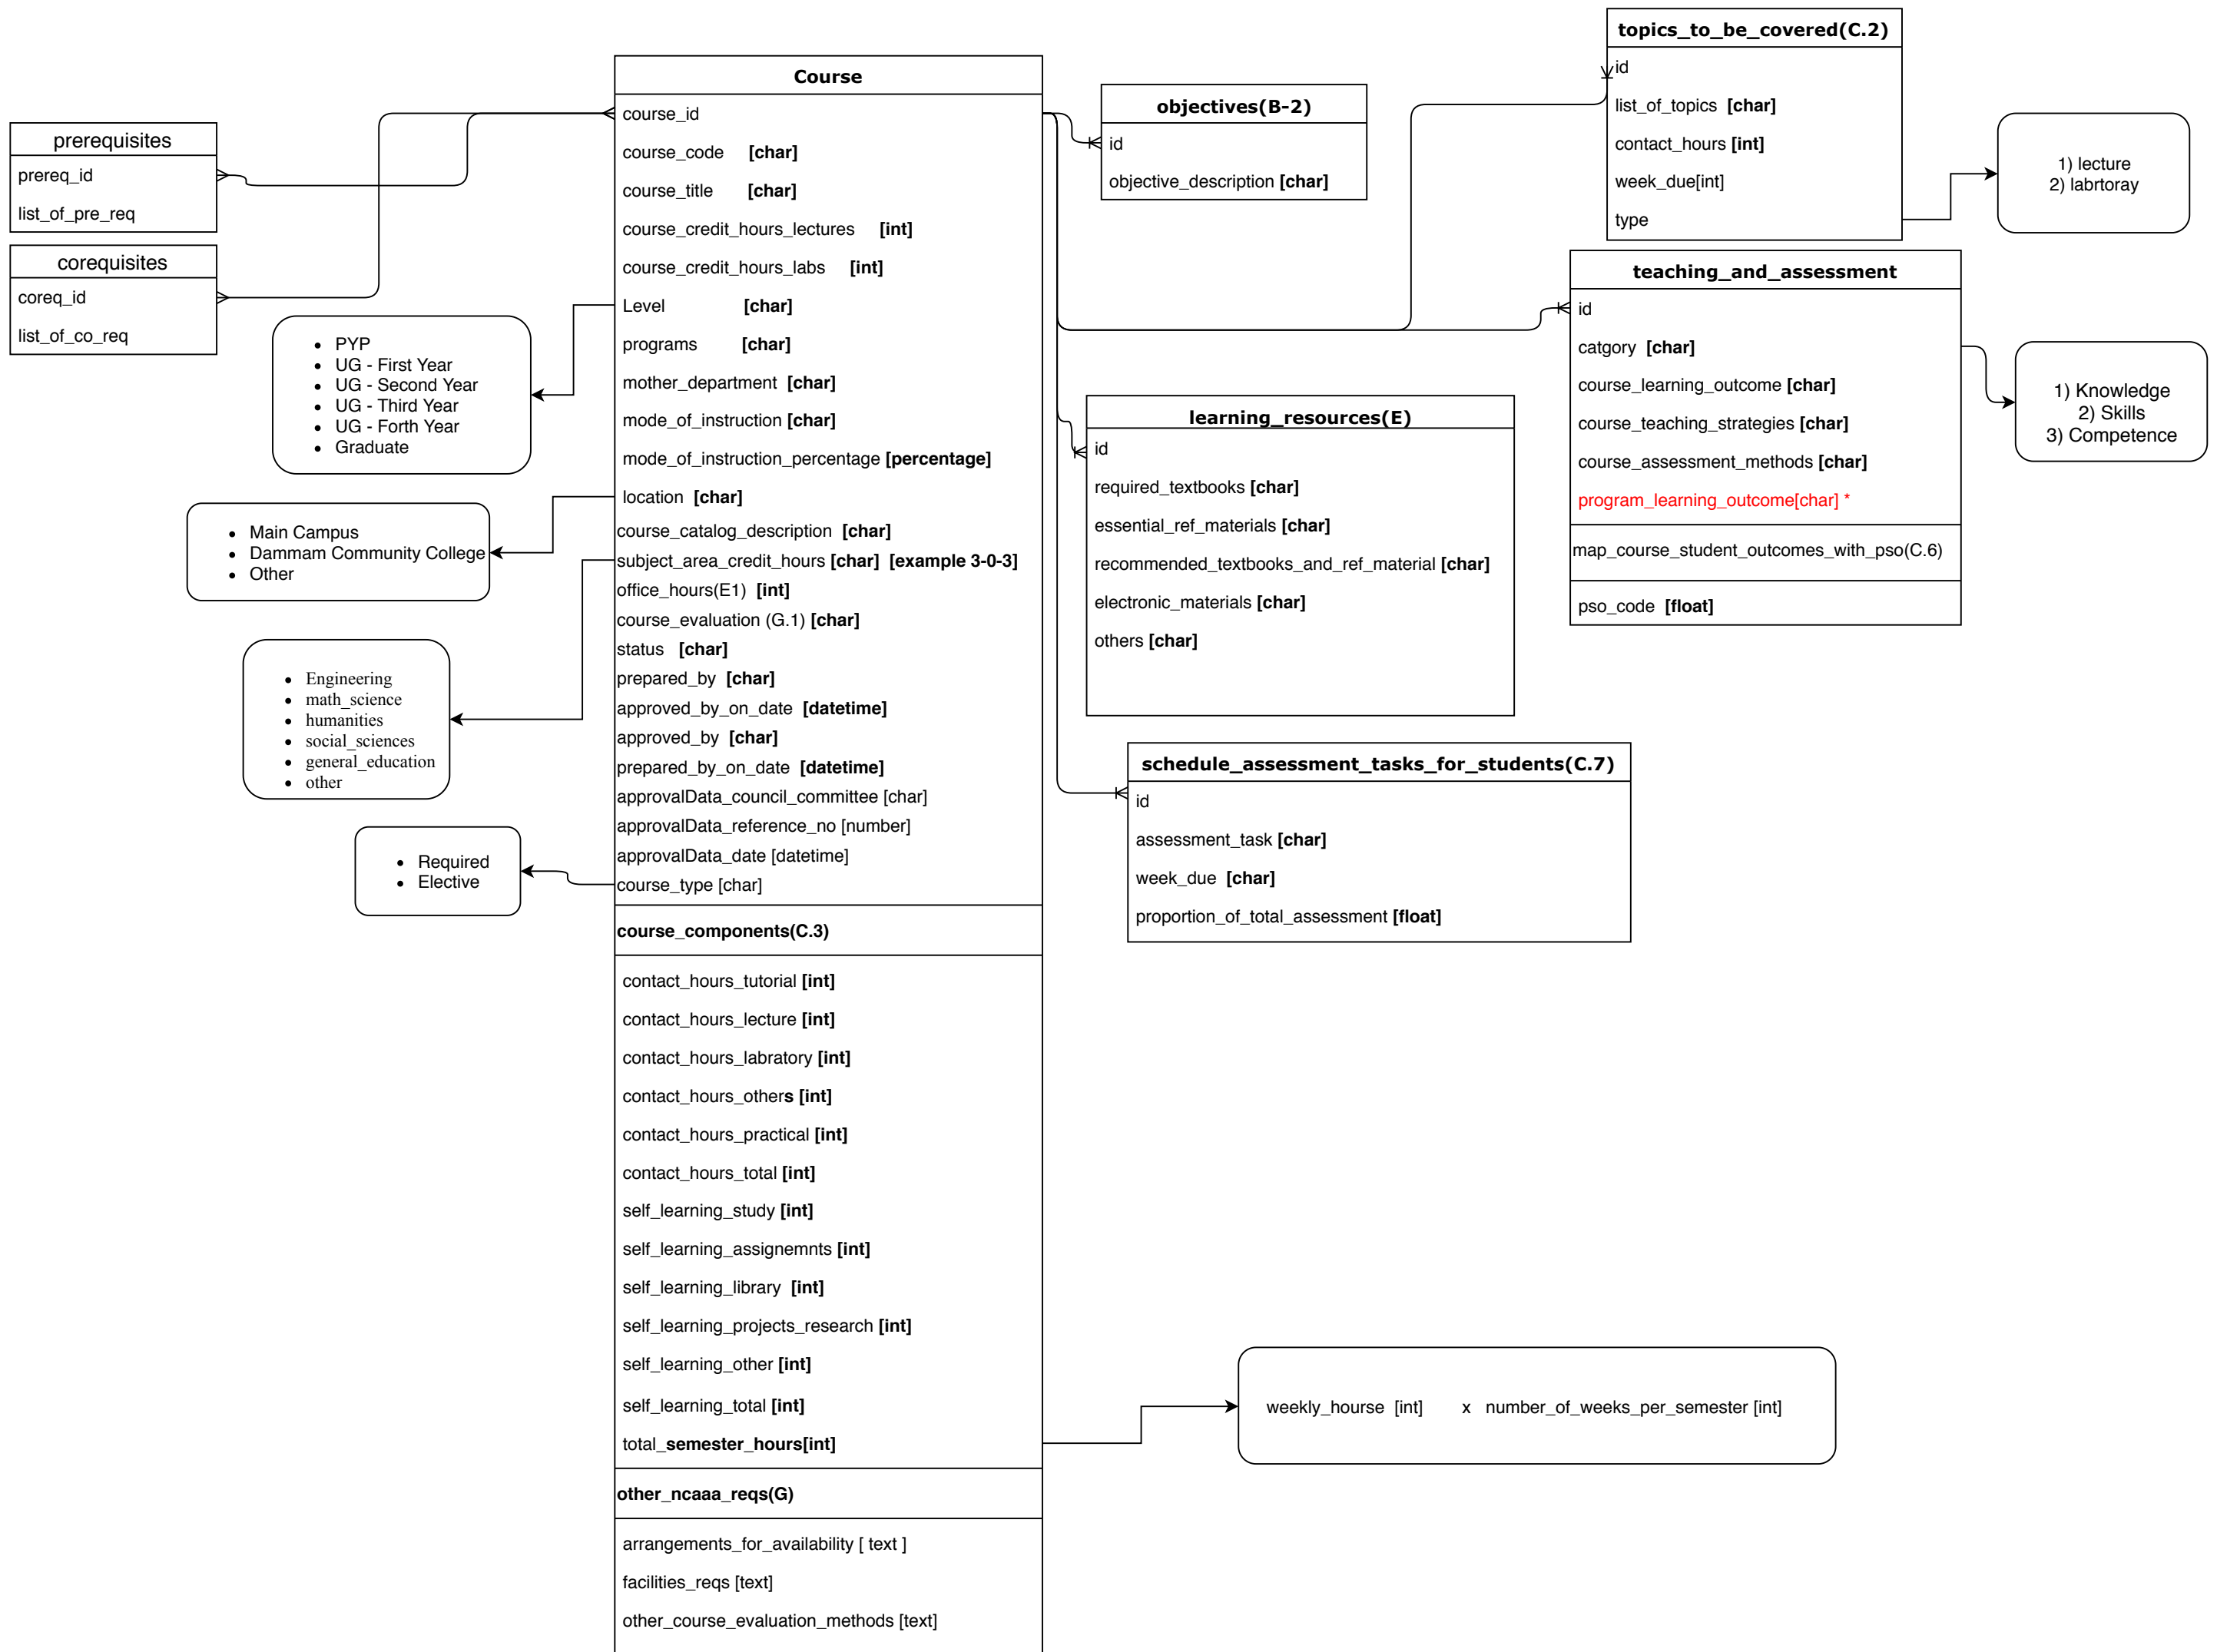 prerequisites
prereq_id
list_of_pre_req
corequisites
coreq_id
list_of_co_req
PYP
UG - First Year
UG - Second Year
UG - Third Year
UG - Forth Year
Graduate
Main Campus
Dammam Community College
Other
Engineering
math_science
humanities
social_sciences
general_education
other
Required
Elective
Course
course_id
course_code [char]
course_title [char]
course_credit_hours_lectures [int]
course_credit_hours_labs [int]
Level [char]
programs [char]
mother_department [char]
mode_of_instruction [char]
mode_of_instruction_percentage [percentage]
location [char]
course_catalog_description [char]
subject_area_credit_hours [char] [example 3-0-3]
office_hours(E1) [int]
course_evaluation (G.1) [char]
status [char]
prepared_by [char]
approved_by_on_date [datetime]
approved_by [char]
prepared_by_on_date [datetime]
approvalData_council_committee [char]
approvalData_reference_no [number]
approvalData_date [datetime]
course_type [char]
course_components(C.3)
contact_hours_tutorial [int]
contact_hours_lecture [int]
contact_hours_labratory [int]
contact_hours_others [int]
contact_hours_practical [int]
contact_hours_total [int]
self_learning_study [int]
self_learning_assignemnts [int]
self_learning_library [int]
self_learning_projects_research [int]
self_learning_other [int]
self_learning_total [int]
total_semester_hours[int]
other_ncaaa_reqs(G)
arrangements_for_availability [ text ]
facilities_reqs [text]
other_course_evaluation_methods [text]
objectives(B-2)
id
objective_description [char]
topics_to_be_covered(C.2)
id
list_of_topics [char]
contact_hours [int]
week_due[int]
type
1) lecture
2) labrtoray
teaching_and_assessment
id
catgory [char]
course_learning_outcome [char]
course_teaching_strategies [char]
course_assessment_methods [char]
program_learning_outcome[char] *
map_course_student_outcomes_with_pso(C.6)
pso_code [float]
1) Knowledge
2) Skills
3) Competence
learning_resources(E)
id
required_textbooks [char]
essential_ref_materials [char]
recommended_textbooks_and_ref_material [char]
electronic_materials [char]
others [char]
schedule_assessment_tasks_for_students(C.7)
id
assessment_task [char]
week_due [char]
proportion_of_total_assessment [float]
weekly_hourse [int] x number_of_weeks_per_semester [int]